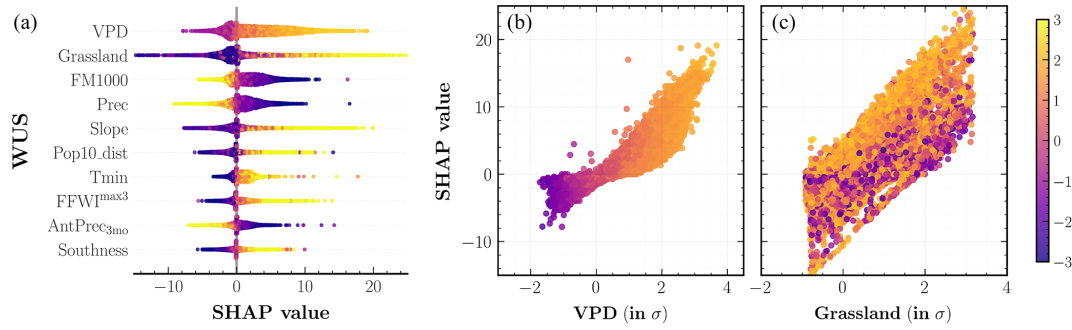 (a)
WUS
VPD
Grassland
FM1000
Prec
Slope
Pop10_dist
Tmin
FFWI^max3
AntPrec_3mo
Southness
−10 0 10 20
SHAP value
(b)
SHAP value
20
10
0
−10
−2 0 2 4
VPD (in σ)
(c)
−2 0 2 4
Grassland (in σ)
3
2
1
0
−1
−2
−3